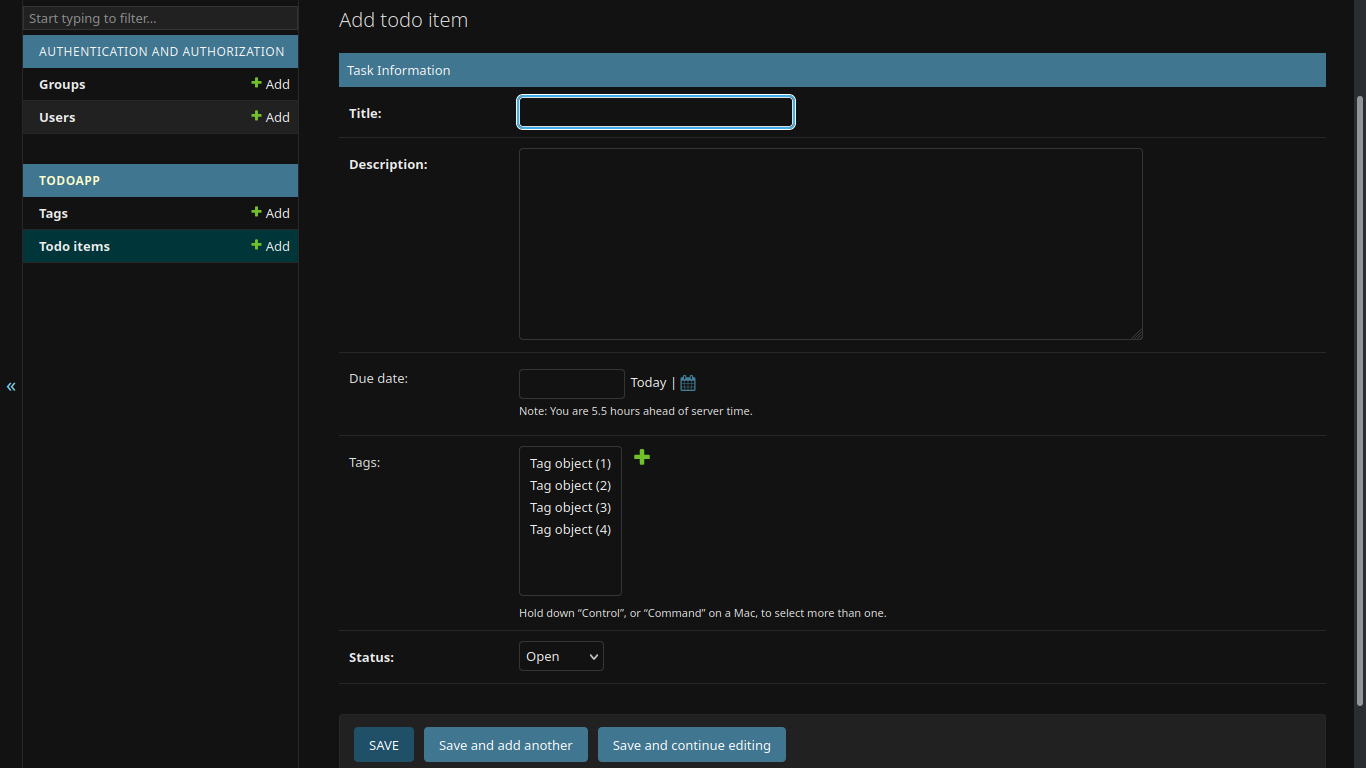 Start typing to filter...
AUTHENTICATION AND AUTHORIZATION
Groups + Add
Users + Add
TODOAPP
Tags + Add
Todo items + Add
«
Add todo item
Task Information
Title:
Description:
Due date: Today |
Note: You are 5.5 hours ahead of server time.
Tags:
Tag object (1)
Tag object (2)
Tag object (3)
Tag object (4)
Hold down “Control”, or “Command” on a Mac, to select more than one.
Status: Open
SAVE Save and add another Save and continue editing